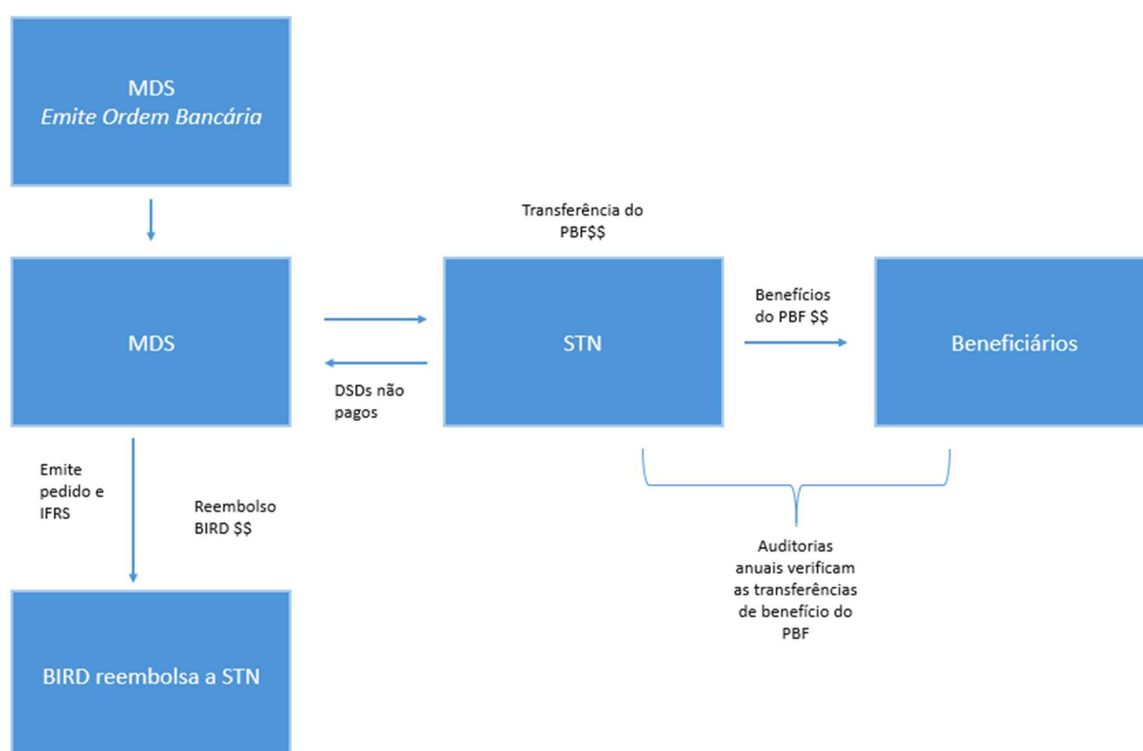 MDS
Emite Ordem Bancária
Transferência do
PBF$$
MDS
DSDs não
pagos
STN
Benefícios
do PBF $$
Beneficiários
Emite
pedido e
IFRS
Reembolso
BIRD $$
Auditorias
anuais verificam
as transferências
de benefício do
PBF
BIRD reembolsa a STN